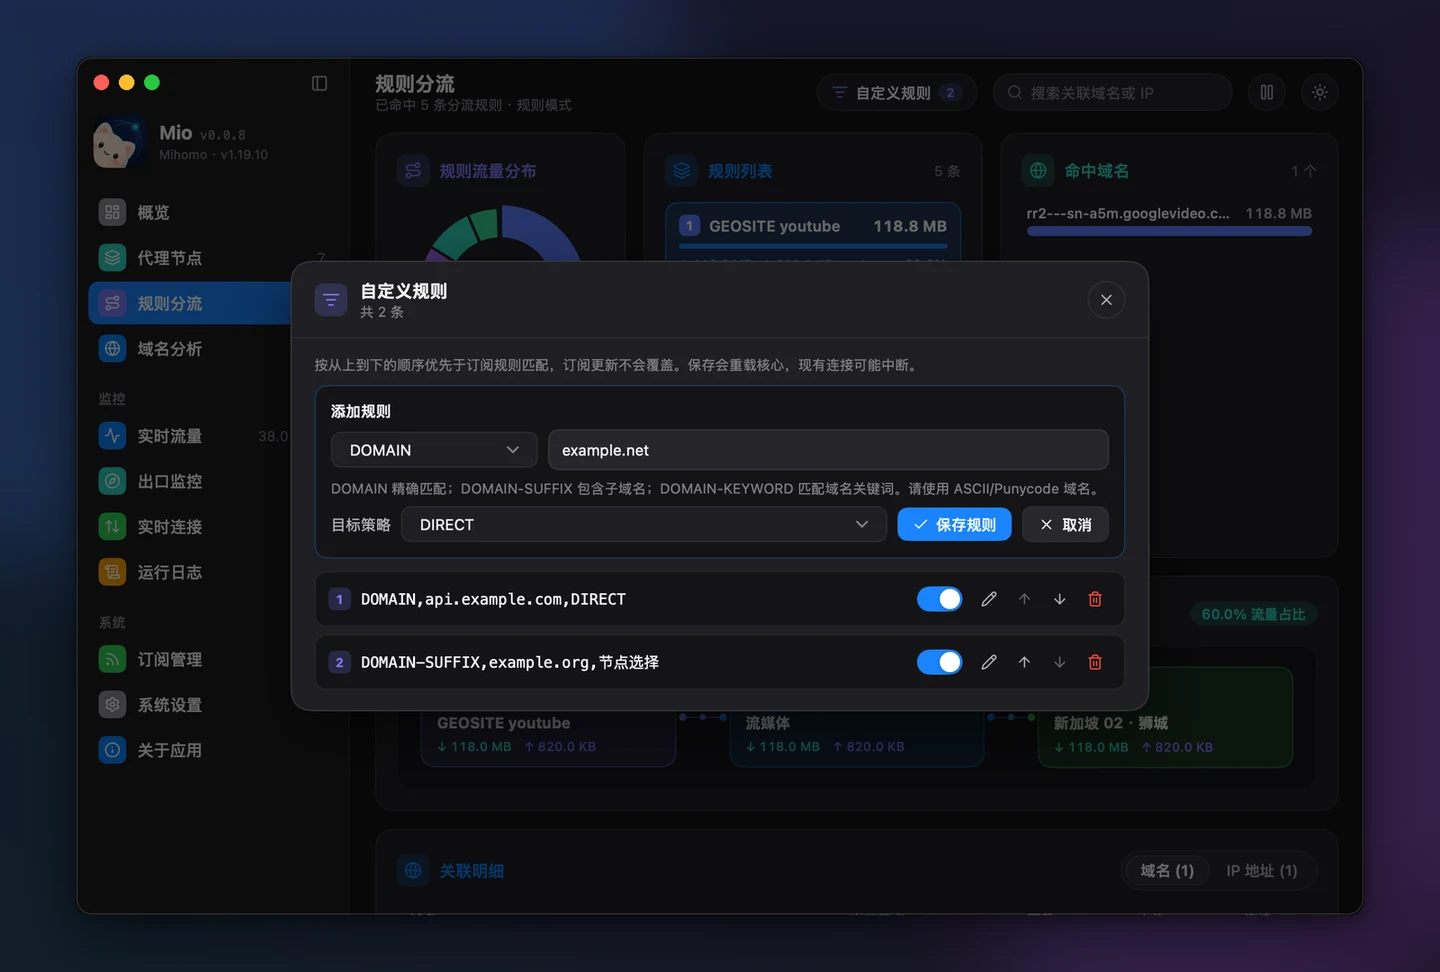 规则分流
已命中 5 条分流规则 · 规则模式
自定义规则 2
搜索关联域名或 IP
Mio v0.0.8
Mihomo · v1.19.10
概览
代理节点 7
规则分流
域名分析
监控
实时流量 38.0
出口监控
实时连接
运行日志
系统
订阅管理
系统设置
关于应用
规则流量分布
规则列表 5 条
1 GEOSITE youtube 118.8 MB
命中域名 1 个
rr2---sn-a5m.googlevideo.c... 118.8 MB
自定义规则
共 2 条
按从上到下的顺序优先于订阅规则匹配，订阅更新不会覆盖。保存会重载核心，现有连接可能中断。
添加规则
DOMAIN example.net
DOMAIN 精确匹配；DOMAIN-SUFFIX 包含子域名；DOMAIN-KEYWORD 匹配域名关键词。请使用 ASCII/Punycode 域名。
目标策略 DIRECT 保存规则 取消
1 DOMAIN,api.example.com,DIRECT
2 DOMAIN-SUFFIX,example.org,节点选择
60.0% 流量占比
GEOSITE youtube
↓ 118.0 MB ↑ 820.0 KB
流媒体
↓ 118.0 MB ↑ 820.0 KB
新加坡 02 · 狮城
↓ 118.0 MB ↑ 820.0 KB
关联明细
域名 (1) IP 地址 (1)